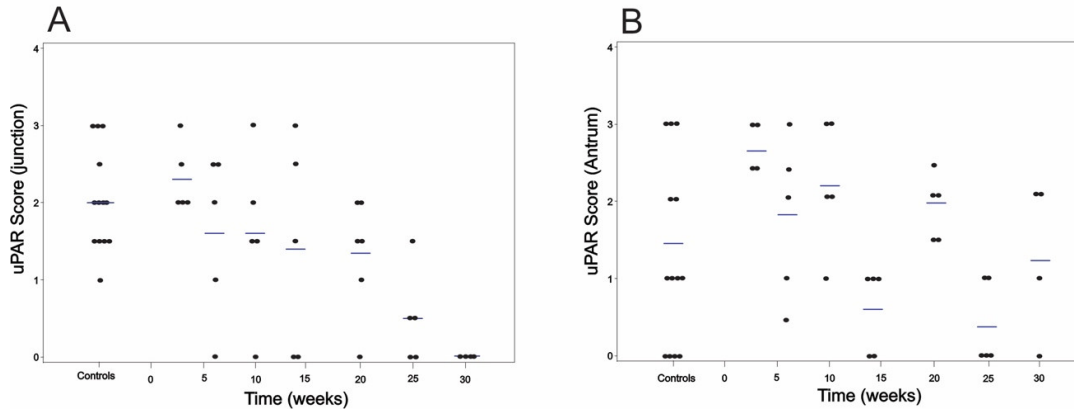 A
uPAR Score (junction)
4
3
2
1
0
Controls 0 5 10 15 20 25 30
Time (weeks)
B
uPAR Score (Antrum)
4
3
2
1
0
Controls 0 5 10 15 20 25 30
Time (weeks)